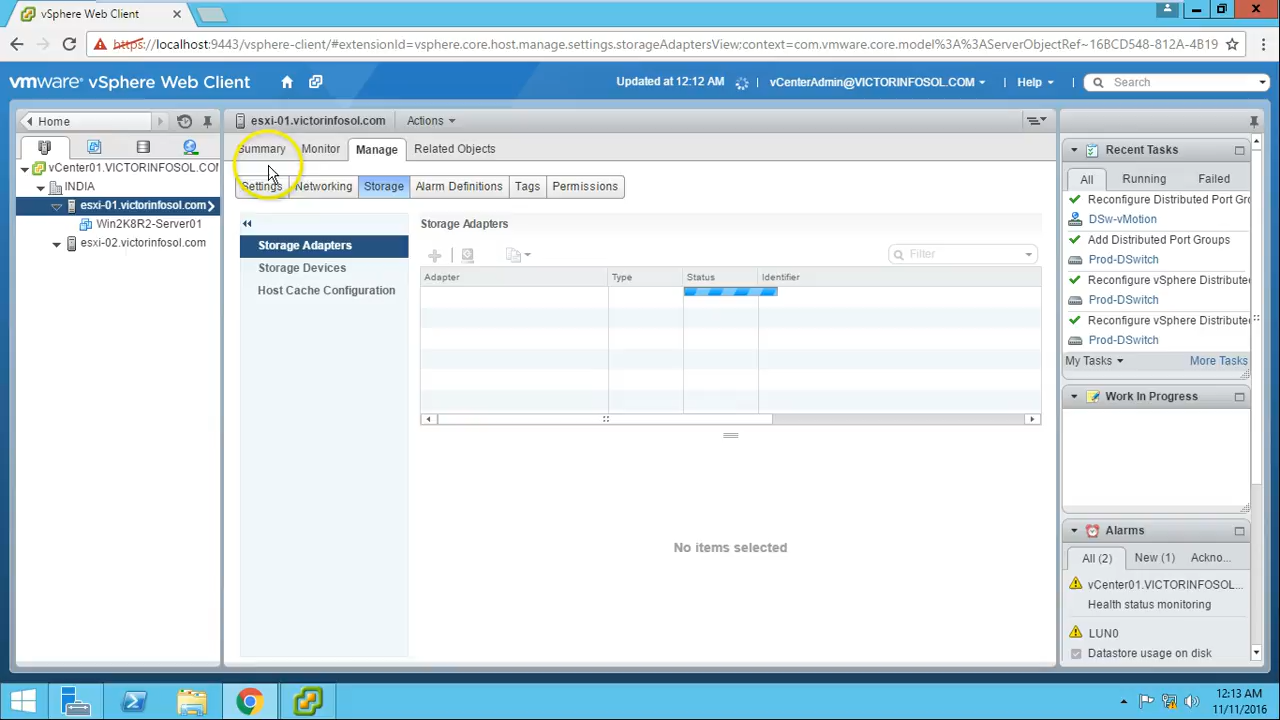 vSphere Web Client
https://localhost:9443/vsphere-client/#extensionId=vsphere.core.host.manage.settings.storageAdaptersView:context=com.vmware.core.model%3A%3AServerObjectRef~16BCD548-812A-4B19
vmware® vSphere Web Client
Updated at 12:12 AM
vCenterAdmin@VICTORINFOSOL.COM
Help
Search
Home
esxi-01.victorinfosol.com
Actions
Summary
Monitor
Manage
Related Objects
Settings
Networking
Storage
Alarm Definitions
Tags
Permissions
vCenter01.VICTORINFOSOL.COM
INDIA
esxi-01.victorinfosol.com
Win2K8R2-Server01
esxi-02.victorinfosol.com
Storage Adapters
Storage Devices
Host Cache Configuration
Storage Adapters
Filter
Adapter
Type
Status
Identifier
No items selected
Recent Tasks
All
Running
Failed
Reconfigure Distributed Port Gro
DSw-vMotion
Add Distributed Port Groups
Prod-DSwitch
Reconfigure vSphere Distributed
Prod-DSwitch
Reconfigure vSphere Distributed
Prod-DSwitch
My Tasks
More Tasks
Work In Progress
Alarms
All (2)
New (1)
Ackno...
vCenter01.VICTORINFOSOL...
Health status monitoring
LUN0
Datastore usage on disk
12:13 AM
11/11/2016